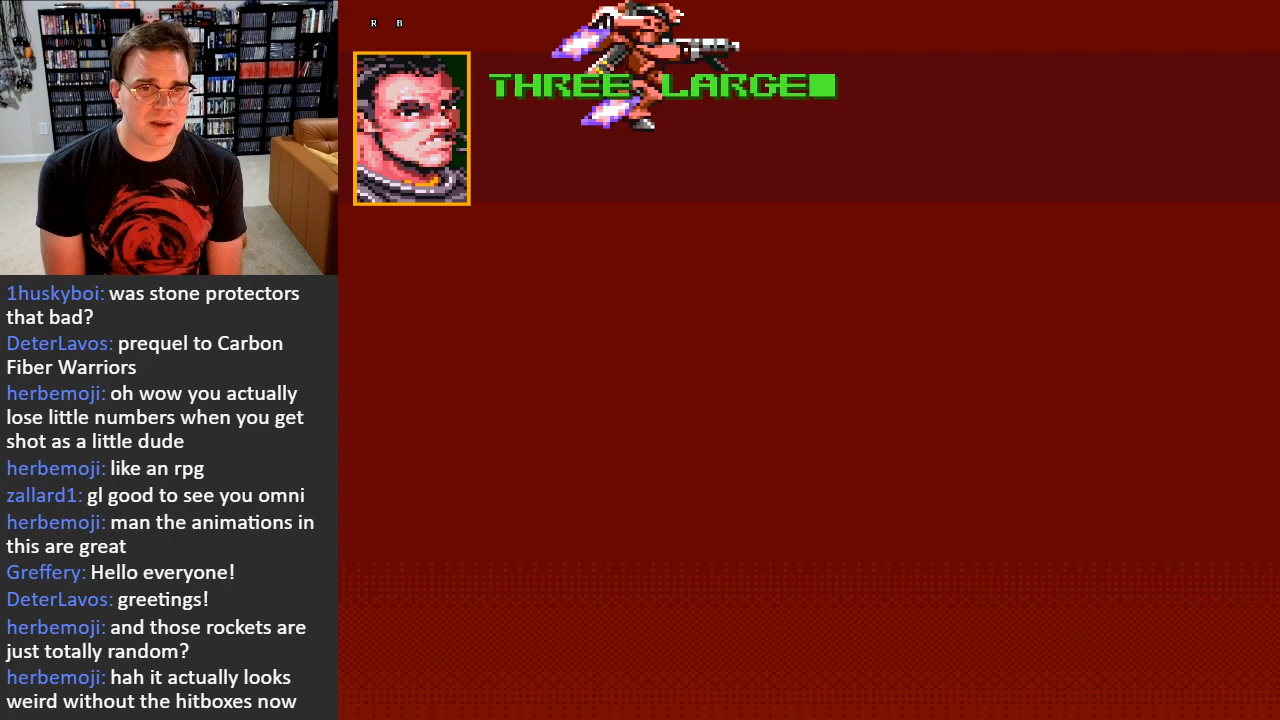 R B
THREE LARGE
1huskyboi: was stone protectors
that bad?
DeterLavos: prequel to Carbon
Fiber Warriors
herbemoji: oh wow you actually
lose little numbers when you get
shot as a little dude
herbemoji: like an rpg
zallard1: gl good to see you omni
herbemoji: man the animations in
this are great
Greffery: Hello everyone!
DeterLavos: greetings!
herbemoji: and those rockets are
just totally random?
herbemoji: hah it actually looks
weird without the hitboxes now